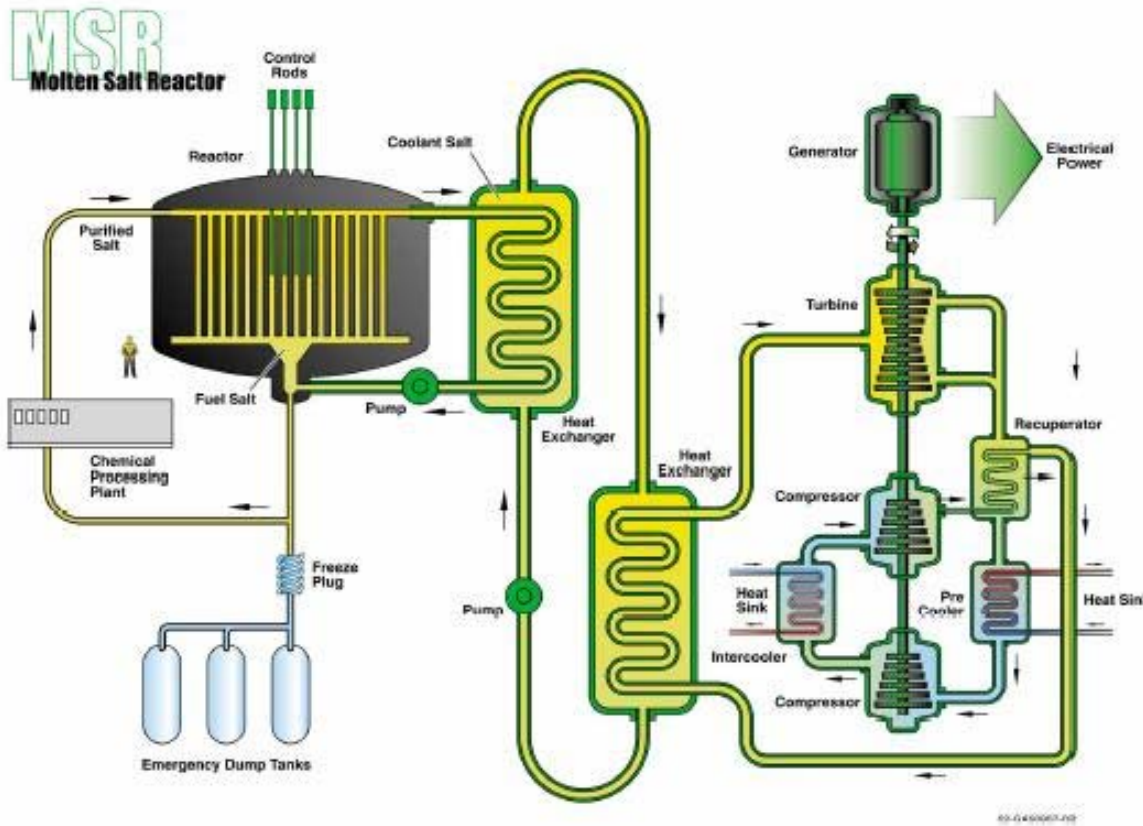 MSR
Molten Salt Reactor
Control
Rods
Reactor
Coolant Salt
Generator
Electrical
Power
Purified
Salt
Turbine
Fuel Salt
Pump
Heat
Exchanger
Recuperator
Chemical
Processing
Plant
Heat
Exchanger
Compressor
Freeze
Plug
Pump
Heat
Sink
Pre
Cooler
Heat Sink
Intercooler
Compressor
Emergency Dump Tanks